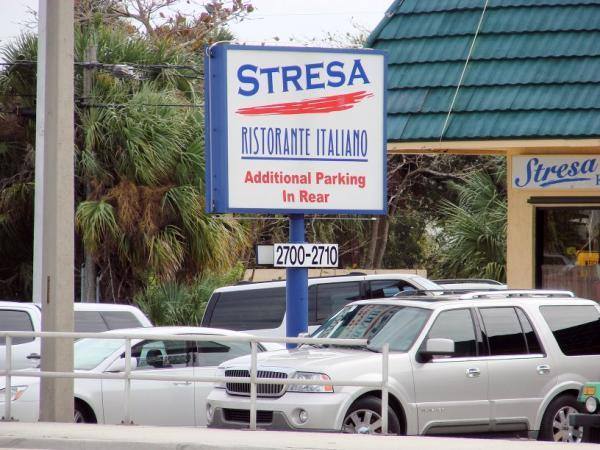 STRESA
RISTORANTE ITALIANO
Additional Parking
In Rear
2700-2710
Stresa